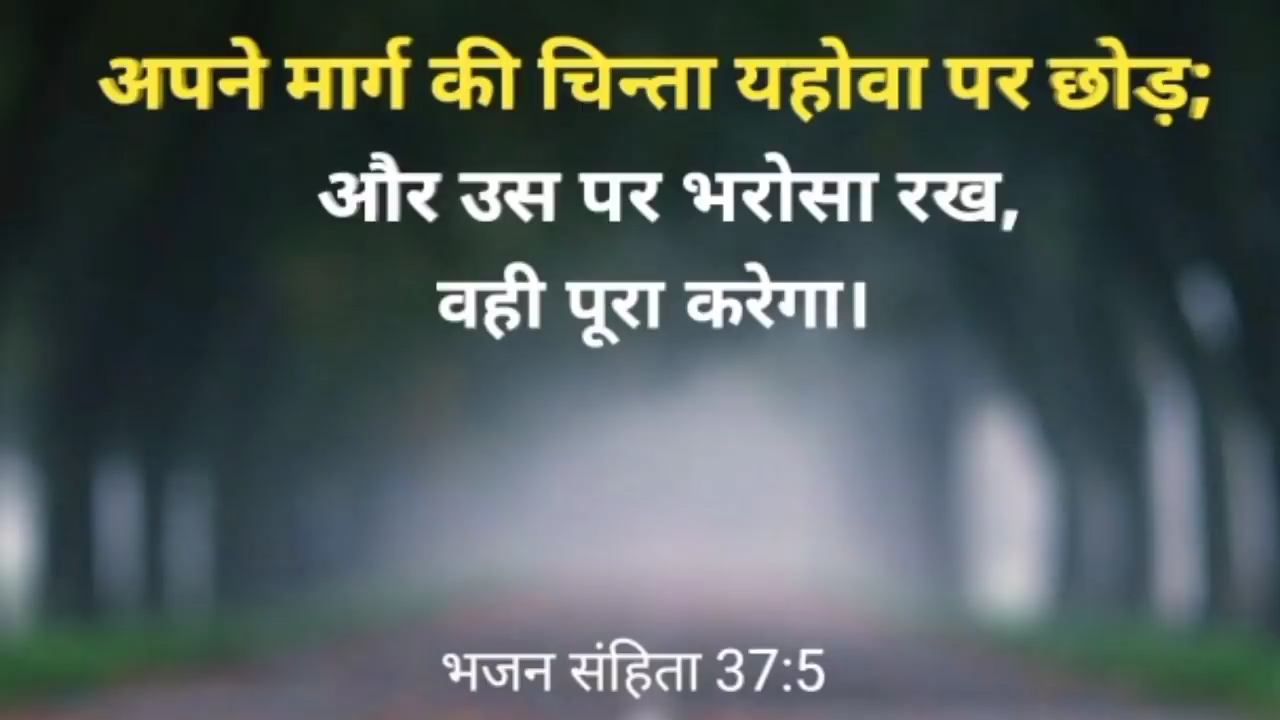 अपने मार्ग की चिन्ता यहोवा पर छोड़;
और उस पर भरोसा रख,
वही पूरा करेगा।
भजन संहिता 37:5